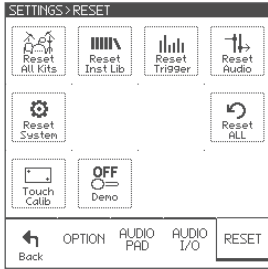 SETTINGS>RESET
Reset All Kits
Reset Inst Lib
Reset Trigger
Reset Audio
Reset System
Reset ALL
Touch Calib
OFF
Demo
Back
OPTION
AUDIO PAD
AUDIO I/O
RESET